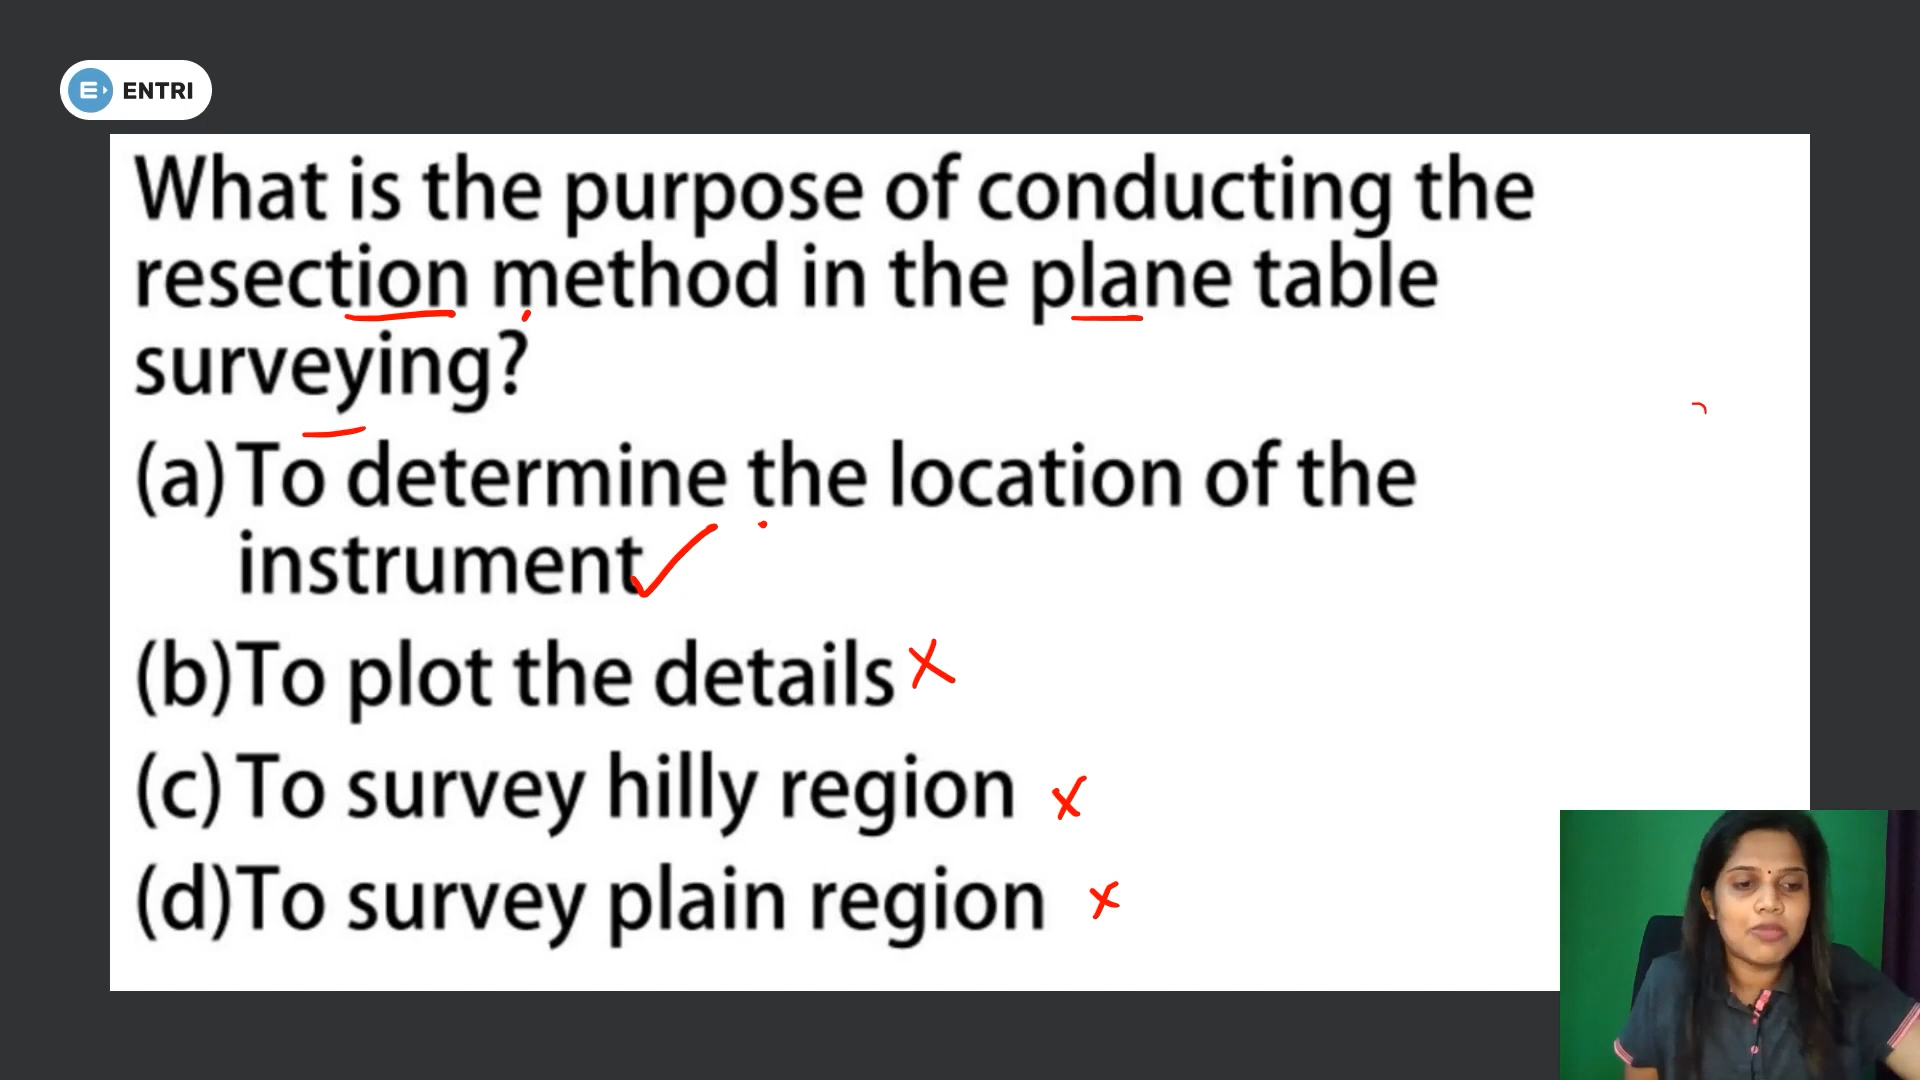 ENTRI
What is the purpose of conducting the
resection method in the plane table
surveying?
(a) To determine the location of the
instrument
(b) To plot the details
(c) To survey hilly region
(d) To survey plain region